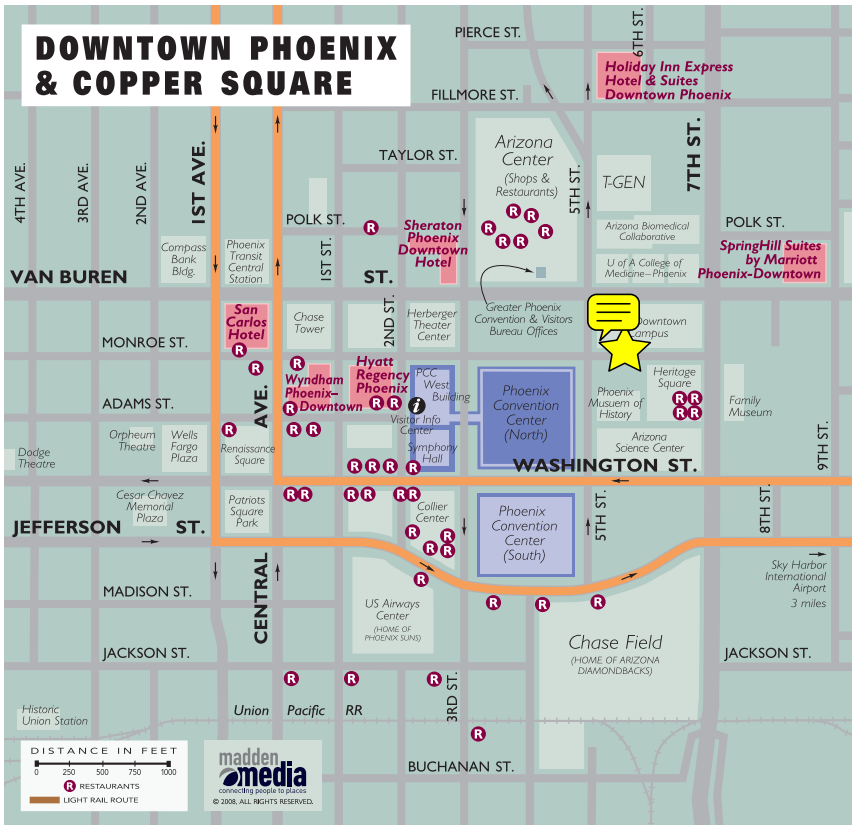 DOWNTOWN PHOENIX
& COPPER SQUARE
PIERCE ST.
6TH ST.
Holiday Inn Express
Hotel & Suites
Downtown Phoenix
FILLMORE ST.
4TH AVE.
3RD AVE.
2ND AVE.
1ST AVE.
TAYLOR ST.
Arizona
Center
(Shops &
Restaurants)
5TH ST.
T-GEN
7TH ST.
POLK ST.
R
Sheraton
Phoenix
Downtown
Hotel
R
R
R
R
R
R
Arizona Biomedical
Collaborative
POLK ST.
Compass
Bank
Bldg.
Phoenix
Transit
Central
Station
1ST ST.
U of A College of
Medicine–Phoenix
SpringHill Suites
by Marriott
Phoenix-Downtown
VAN BUREN
ST.
San
Carlos
Hotel
Chase
Tower
2ND ST.
Herberger
Theater
Center
Greater Phoenix
Convention & Visitors
Bureau Offices
Downtown
Campus
MONROE ST.
R
R
R
Wyndham
Phoenix–
Downtown
R
Hyatt
Regency
Phoenix
R
R
PCC
West
Building
i
Visitor Info
Center
Symphony
Hall
Phoenix
Convention
Center
(North)
Phoenix
Musuem of
History
Heritage
Square
R
R
R
R
Family
Museum
ADAMS ST.
AVE.
Orpheum
Theatre
Wells
Fargo
Plaza
R
Renaissance
Square
R
R
Arizona
Science Center
9TH ST.
Dodge
Theatre
R
R
R
R
WASHINGTON ST.
Cesar Chavez
Memorial
Plaza
Patriots
Square
Park
R
R
R
R
R
R
Collier
Center
Phoenix
Convention
Center
(South)
5TH ST.
8TH ST.
JEFFERSON
ST.
R
R
R
R
Sky Harbor
International
Airport
3 miles
MADISON ST.
CENTRAL
R
US Airways
Center
(HOME OF
PHOENIX SUNS)
R
R
R
Chase Field
(HOME OF ARIZONA
DIAMONDBACKS)
JACKSON ST.
JACKSON ST.
R
R
R
3RD ST.
Historic
Union Station
Union
Pacific
RR
R
DISTANCE IN FEET
0
250
500
750
1000
R RESTAURANTS
LIGHT RAIL ROUTE
madden
media
connecting people to places
© 2008, ALL RIGHTS RESERVED.
BUCHANAN ST.